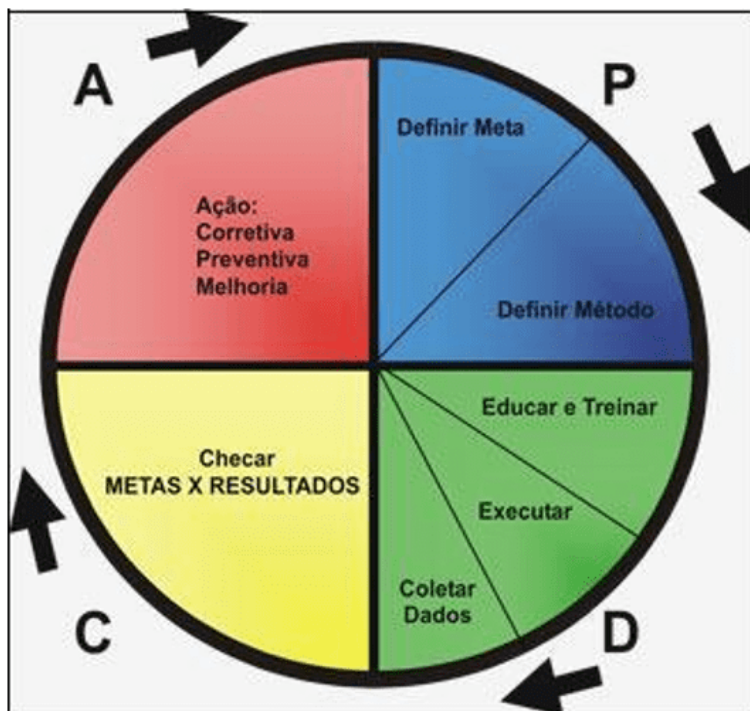 A
P
Definir Meta
Definir Método
Ação:
Corretiva
Preventiva
Melhoria
Educar e Treinar
Executar
Coletar
Dados
Checar
METAS X RESULTADOS
C
D